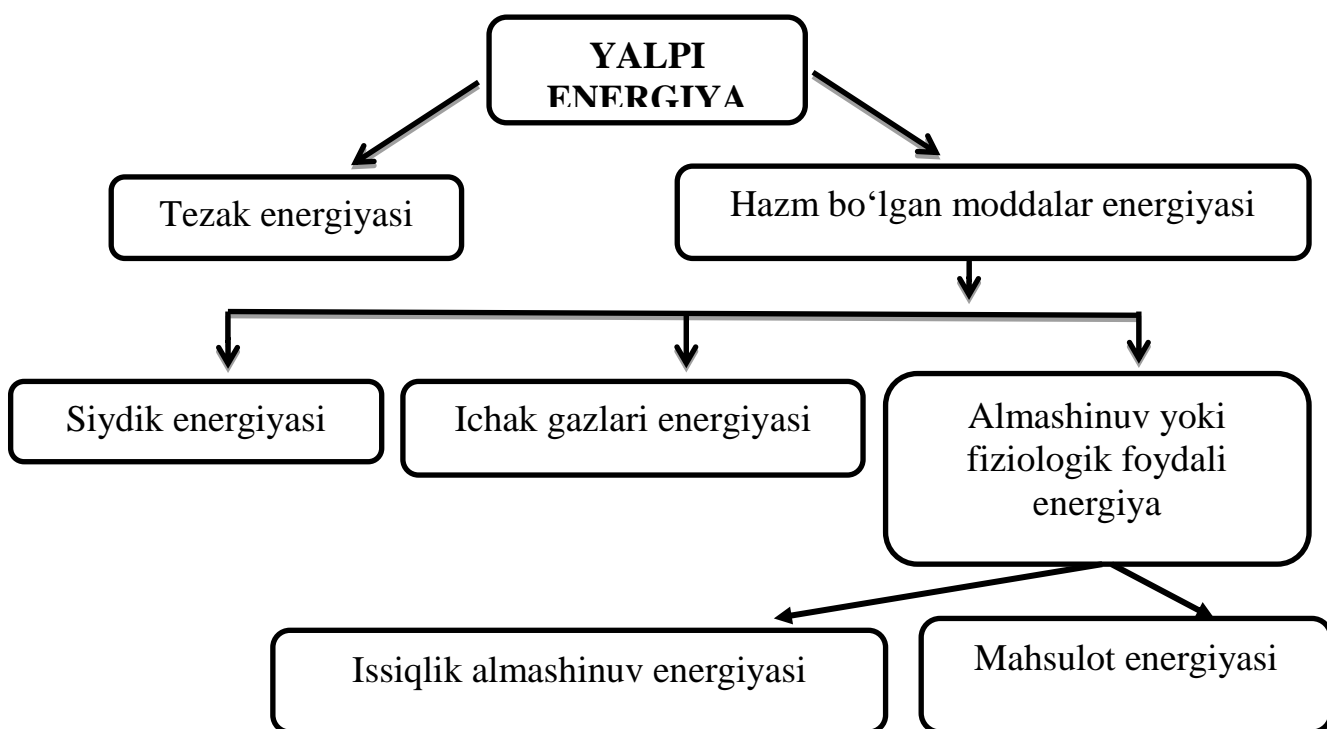 YALPI
ENERGIYA
Tezak energiyasi
Hazm bo‘lgan moddalar energiyasi
Siydik energiyasi
Ichak gazlari energiyasi
Almashinuv yoki
fiziologik foydali
energiya
Issiqlik almashinuv energiyasi
Mahsulot energiyasi